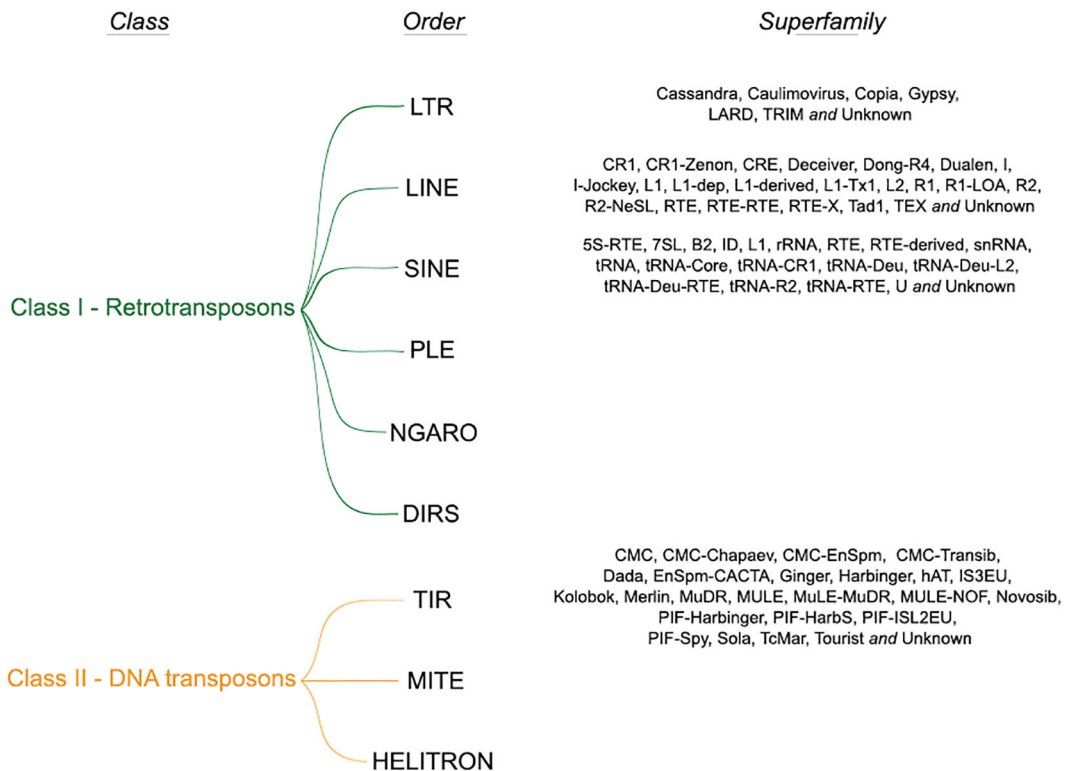 Class Order Superfamily
LTR
Cassandra, Caulimovirus, Copia, Gypsy,
LARD, TRIM and Unknown
LINE
CR1, CR1-Zenon, CRE, Deceiver, Dong-R4, Dualen, I,
I-Jockey, L1, L1-dep, L1-derived, L1-Tx1, L2, R1, R1-LOA, R2,
R2-NeSL, RTE, RTE-RTE, RTE-X, Tad1, TEX and Unknown
SINE
5S-RTE, 7SL, B2, ID, L1, rRNA, RTE, RTE-derived, snRNA,
tRNA, tRNA-Core, tRNA-CR1, tRNA-Deu, tRNA-Deu-L2,
tRNA-Deu-RTE, tRNA-R2, tRNA-RTE, U and Unknown
Class I - Retrotransposons
PLE
NGARO
DIRS
TIR
CMC, CMC-Chapaev, CMC-EnSpm, CMC-Transib,
Dada, EnSpm-CACTA, Ginger, Harbinger, hAT, IS3EU,
Kolobok, Merlin, MuDR, MULE, MuLE-MuDR, MULE-NOF, Novosib,
PIF-Harbinger, PIF-HarbS, PIF-ISL2EU,
PIF-Spy, Sola, TcMar, Tourist and Unknown
Class II - DNA transposons
MITE
HELITRON